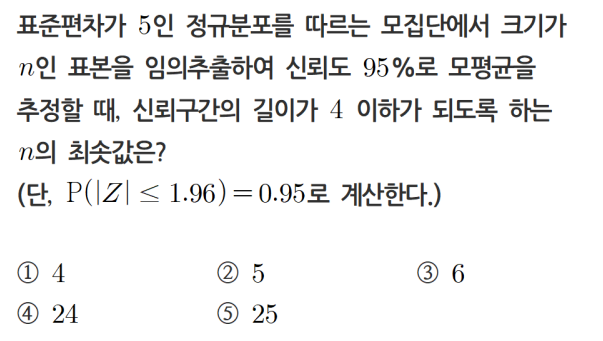 표준편차가 5인 정규분포를 따르는 모집단에서 크기가
n인 표본을 임의추출하여 신뢰도 95%로 모평균을
추정할 때, 신뢰구간의 길이가 4 이하가 되도록 하는
n의 최솟값은?
(단, P(|Z| ≤ 1.96) = 0.95로 계산한다.)
① 4 ② 5 ③ 6
④ 24 ⑤ 25